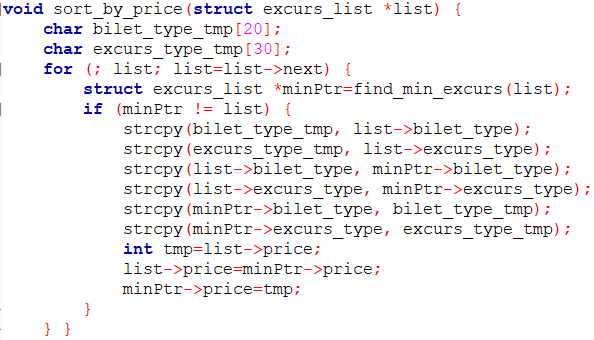 void sort_by_price(struct excurs_list *list) {
    char bilet_type_tmp[20];
    char excurs_type_tmp[30];
    for (; list; list=list->next) {
        struct excurs_list *minPtr=find_min_excurs(list);
        if (minPtr != list) {
            strcpy(bilet_type_tmp, list->bilet_type);
            strcpy(excurs_type_tmp, list->excurs_type);
            strcpy(list->bilet_type, minPtr->bilet_type);
            strcpy(list->excurs_type, minPtr->excurs_type);
            strcpy(minPtr->bilet_type, bilet_type_tmp);
            strcpy(minPtr->excurs_type, excurs_type_tmp);
            int tmp=list->price;
            list->price=minPtr->price;
            minPtr->price=tmp;
        }
    } }